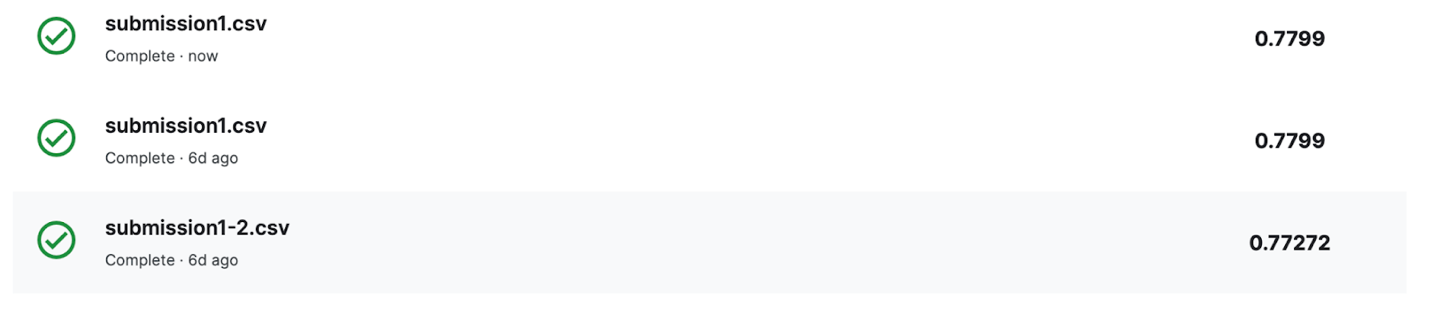 submission1.csv
Complete · now
0.7799
submission1.csv
Complete · 6d ago
0.7799
submission1-2.csv
Complete · 6d ago
0.77272